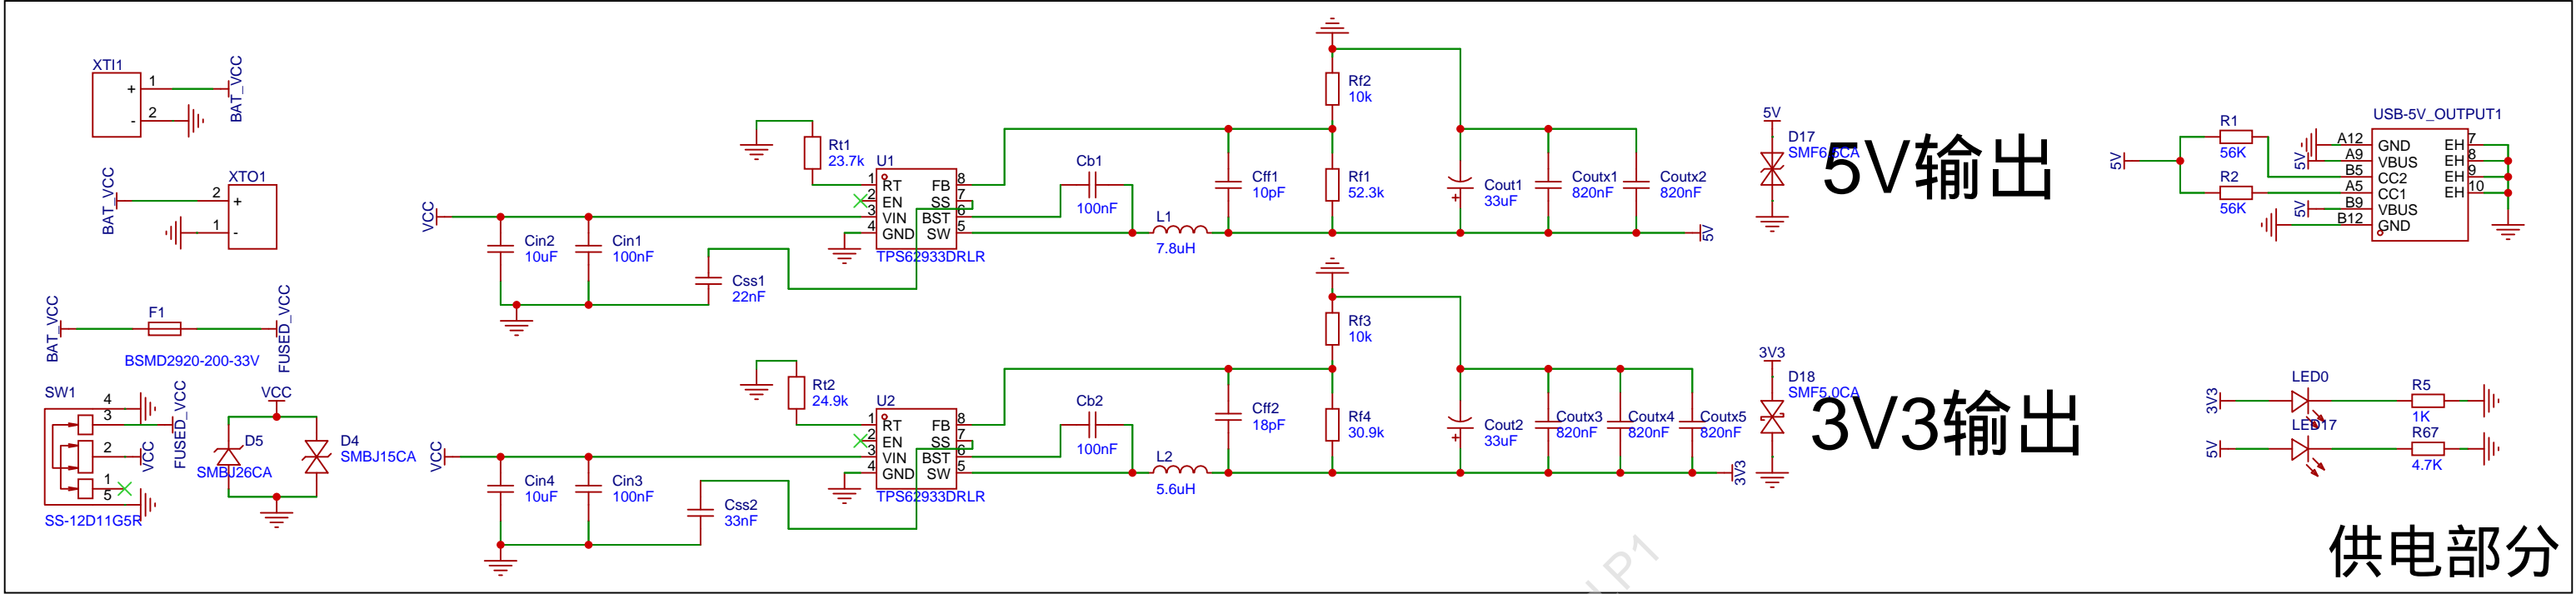 XTI1
+
1
-
2
BAT_VCC
XTO1
BAT_VCC
2
+
1
-
BAT_VCC
F1
FUSED_VCC
BSMD2920-200-33V
SW1
4
3
2
1
5
FUSED_VCC
VCC
SS-12D11G5R
VCC
D5
SMBJ26CA
D4
SMBJ15CA
VCC
Cin2
10uF
Cin1
100nF
Css1
22nF
Rt1
23.7k
U1
1 RT FB 8
2 EN SS 7
3 VIN BST 6
4 GND SW 5
TPS62933DRLR
Cb1
100nF
L1
7.8uH
Cff1
10pF
Rf2
10k
Rf1
52.3k
Cout1
33uF
+
Coutx1
820nF
Coutx2
820nF
5V
5V
D17
SMF6.5CA
5V输出
VCC
Cin4
10uF
Cin3
100nF
Css2
33nF
Rt2
24.9k
U2
1 RT FB 8
2 EN SS 7
3 VIN BST 6
4 GND SW 5
TPS62933DRLR
Cb2
100nF
L2
5.6uH
Cff2
18pF
Rf3
10k
Rf4
30.9k
Cout2
33uF
+
Coutx3
820nF
Coutx4
820nF
Coutx5
820nF
3V3
3V3
D18
SMF5.0CA
3V3输出
5V
R1
56K
R2
56K
USB-5V_OUTPUT1
A12 GND EH 7
5V A9 VBUS EH 8
B5 CC2 EH 9
A5 CC1 EH 10
5V B9 VBUS
B12 GND
3V3
LED0
R5
1K
5V
LED17
R67
4.7K
供电部分
P1